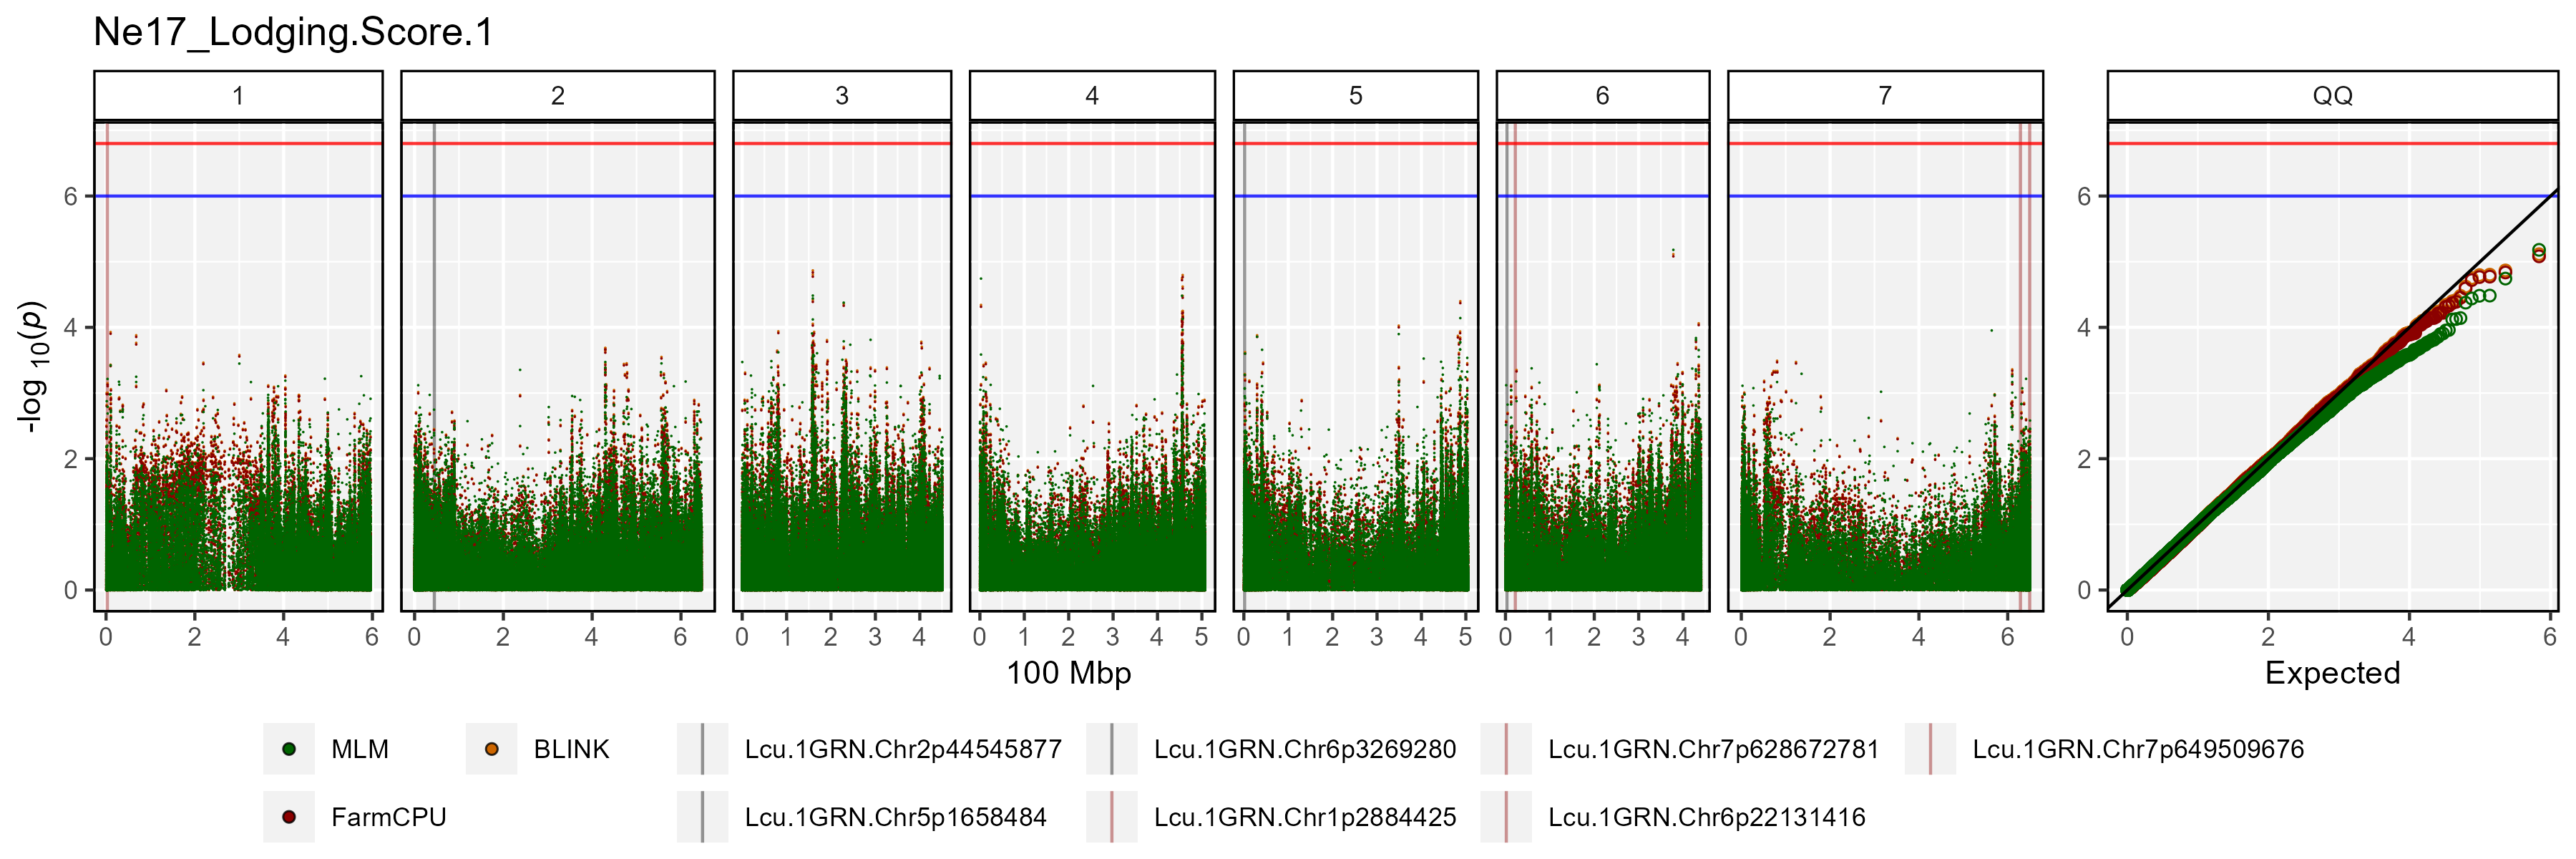 Ne17_Lodging.Score.1
1 2 3 4 5 6 7 QQ
6 6
4 4
2 2
0 0
-log 10(p)
0 2 4 6 0 2 4 6 0 1 2 3 4 0 1 2 3 4 5 0 1 2 3 4 5 0 1 2 3 4 0 2 4 6 0 2 4 6
100 Mbp Expected
MLM BLINK Lcu.1GRN.Chr2p44545877 Lcu.1GRN.Chr6p3269280 Lcu.1GRN.Chr7p628672781 Lcu.1GRN.Chr7p649509676
FarmCPU Lcu.1GRN.Chr5p1658484 Lcu.1GRN.Chr1p2884425 Lcu.1GRN.Chr6p22131416